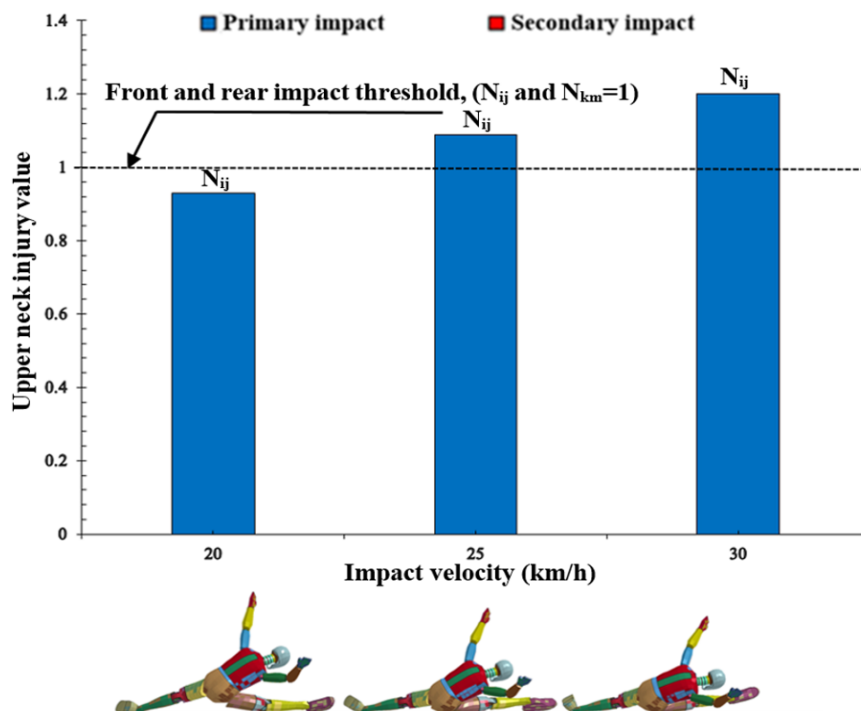 Primary impact Secondary impact
Front and rear impact threshold, (Nij and Nkm=1)
Upper neck injury value
1.4
1.2
1
0.8
0.6
0.4
0.2
0
Nij
Nij
Nij
20 25 30
Impact velocity (km/h)